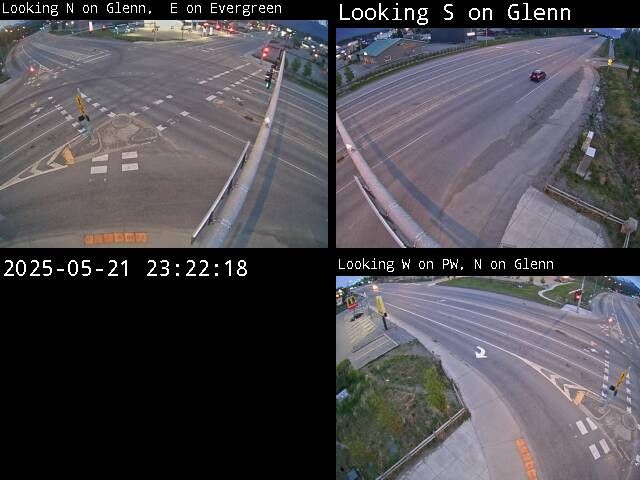 Looking N on Glenn,  E on Evergreen
Looking S on Glenn
2025-05-21 23:22:18
Looking W on PW, N on Glenn